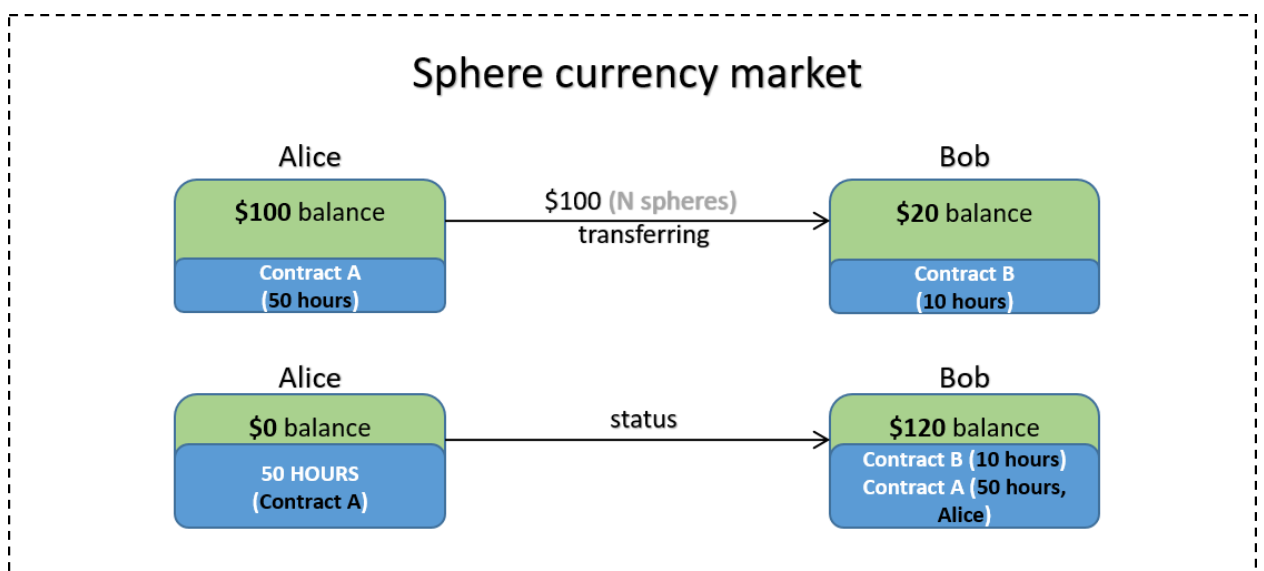 Sphere currency market
Alice
Bob
$100 balance
Contract A
(50 hours)
$100 (N spheres)
transferring
$20 balance
Contract B
(10 hours)
Alice
Bob
$0 balance
50 HOURS
(Contract A)
status
$120 balance
Contract B (10 hours)
Contract A (50 hours,
Alice)